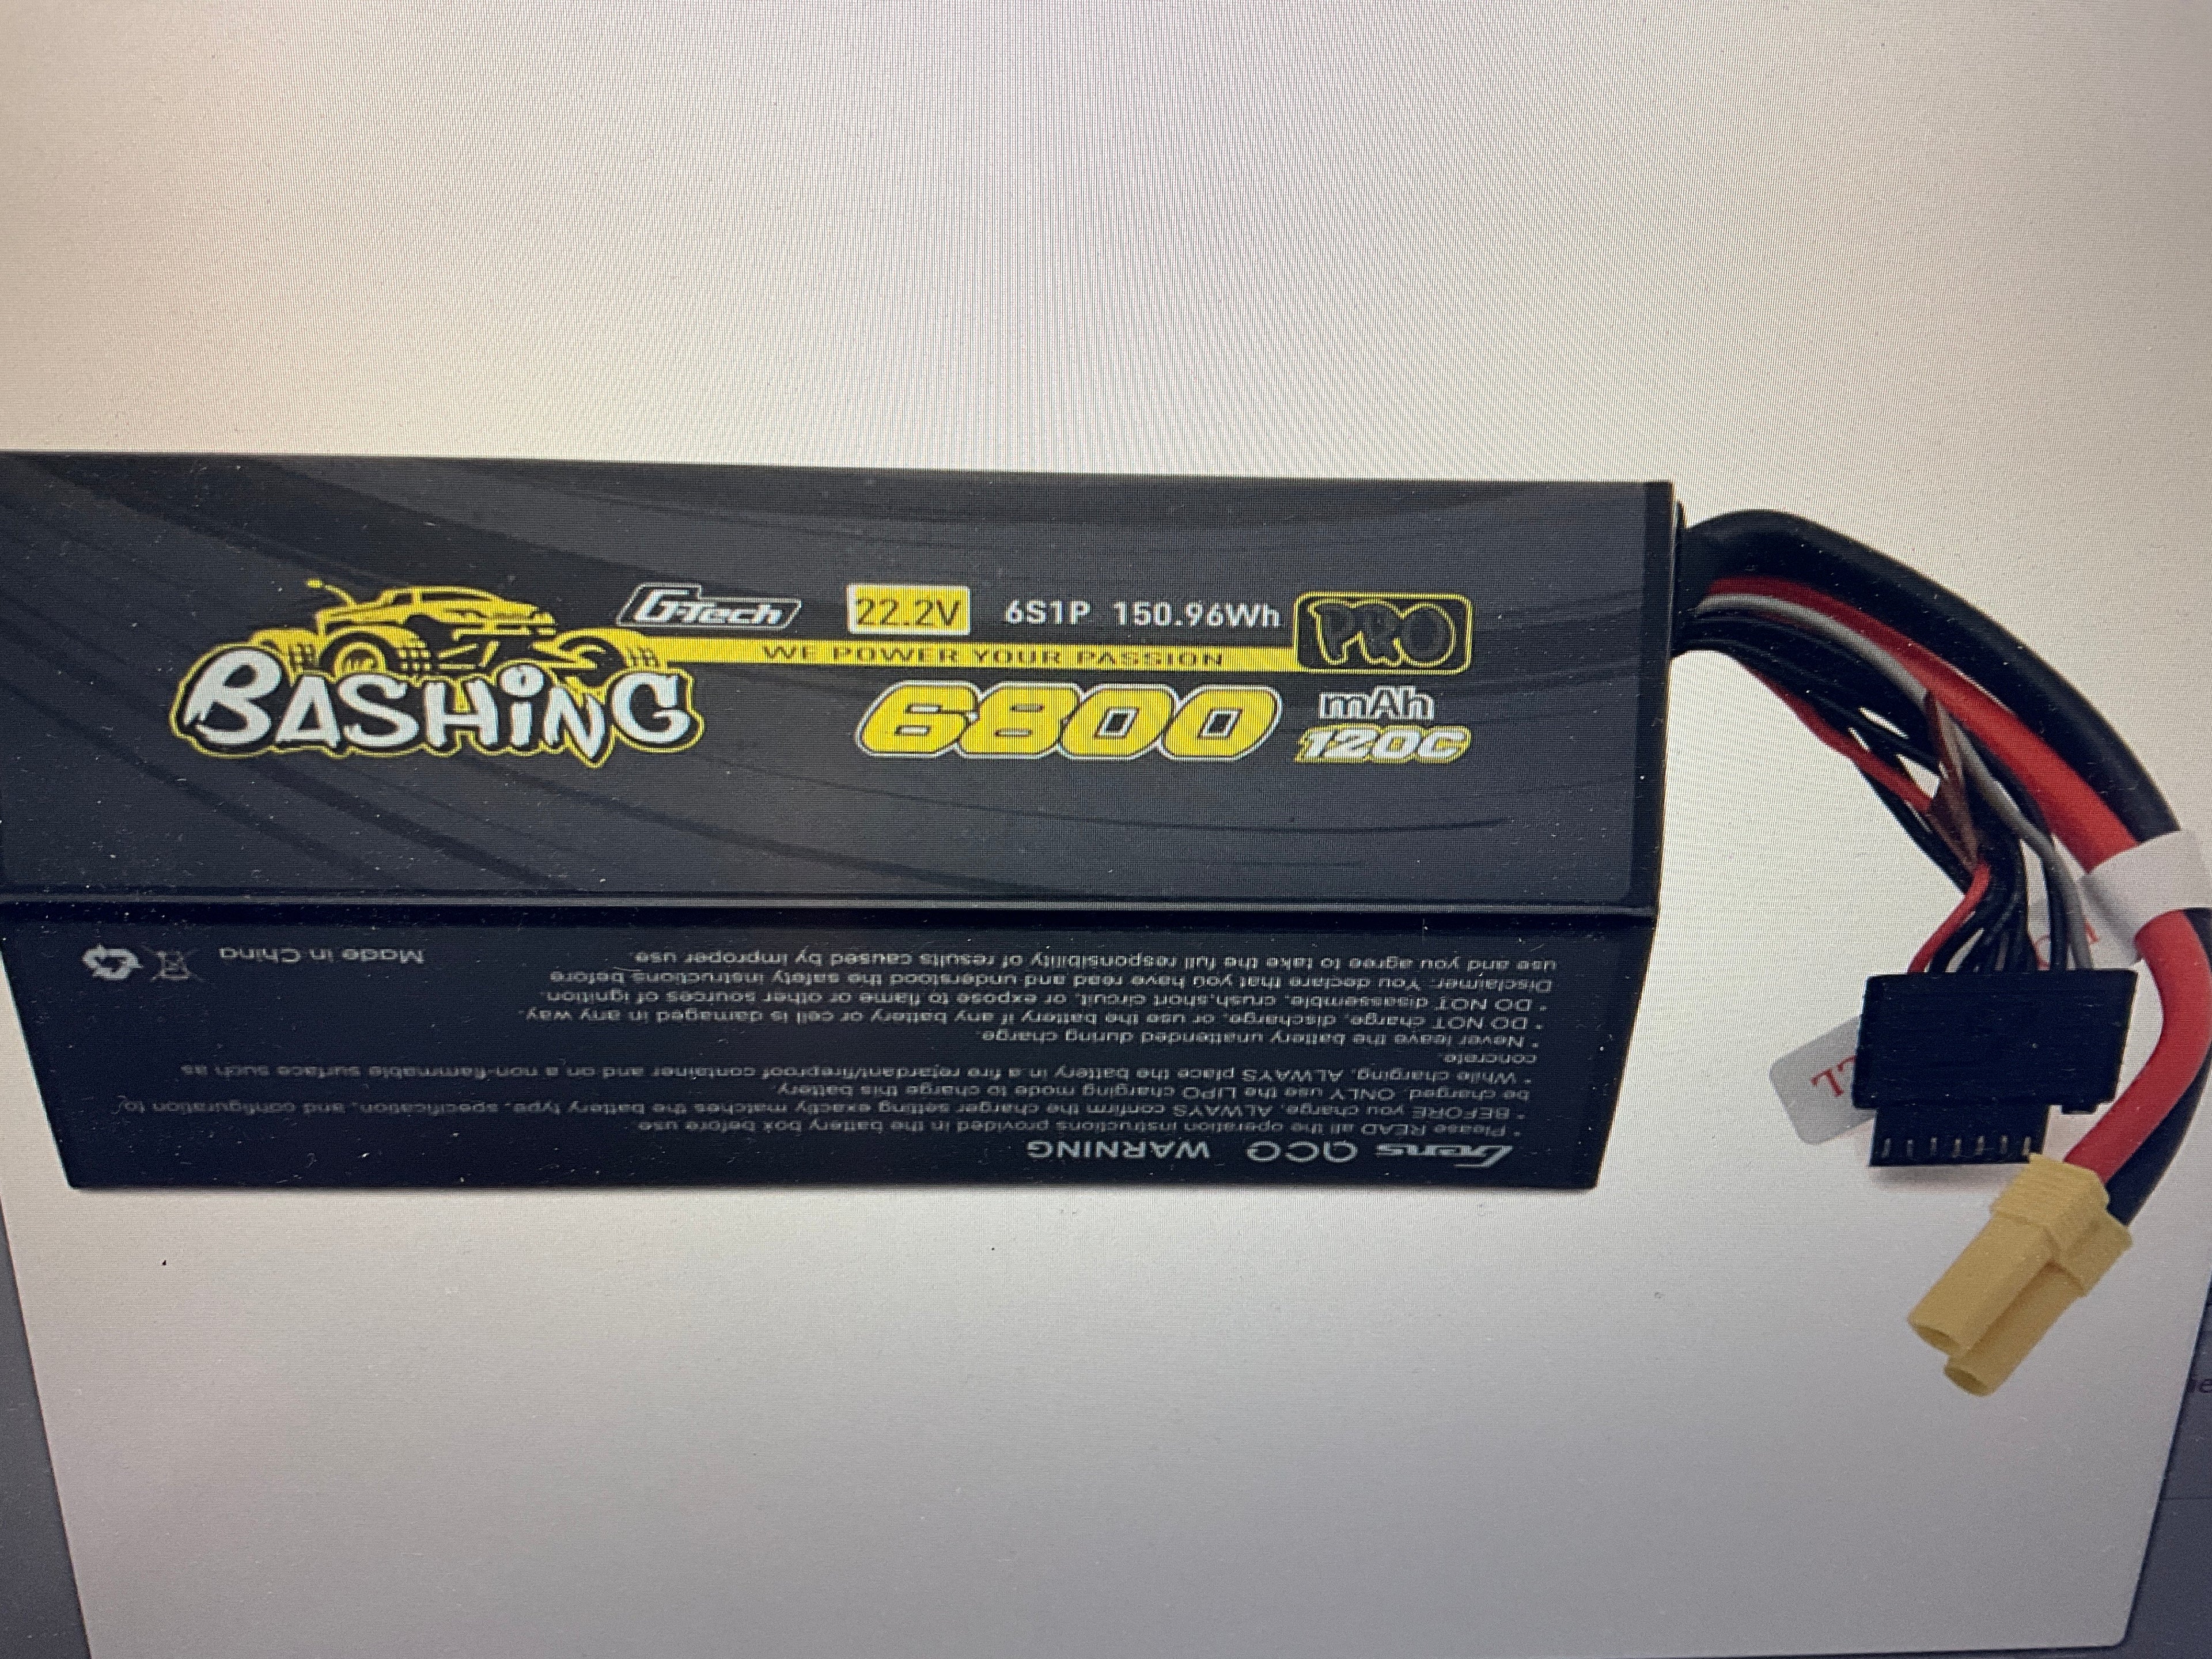 G-Tech 22.2V 6S1P 150.96Wh PRO
WE POWER YOUR PASSION
BASHING 6800 mAh
120C
Gens ace WARNING
* Please READ all the operation instructions provided in the battery box before use.
* BEFORE you charge, ALWAYS confirm the charger setting exactly matches the battery type, specification, and configuration to
be charged. ONLY use the LiPO charging mode to charge this battery.
* While charging, ALWAYS place the battery in a fire retardant/fireproof container and on a non-flammable surface such as
concrete.
* Never leave the battery unattended during charge.
* DO NOT charge, discharge, or use the battery if any battery or cell is damaged in any way.
* DO NOT disassemble, crush, short circuit, or expose to flame or other sources of ignition.
Disclaimer: You declare that you have read and understood the safety instructions before
use and you agree to take the full responsibility of results caused by improper use.
Made in China